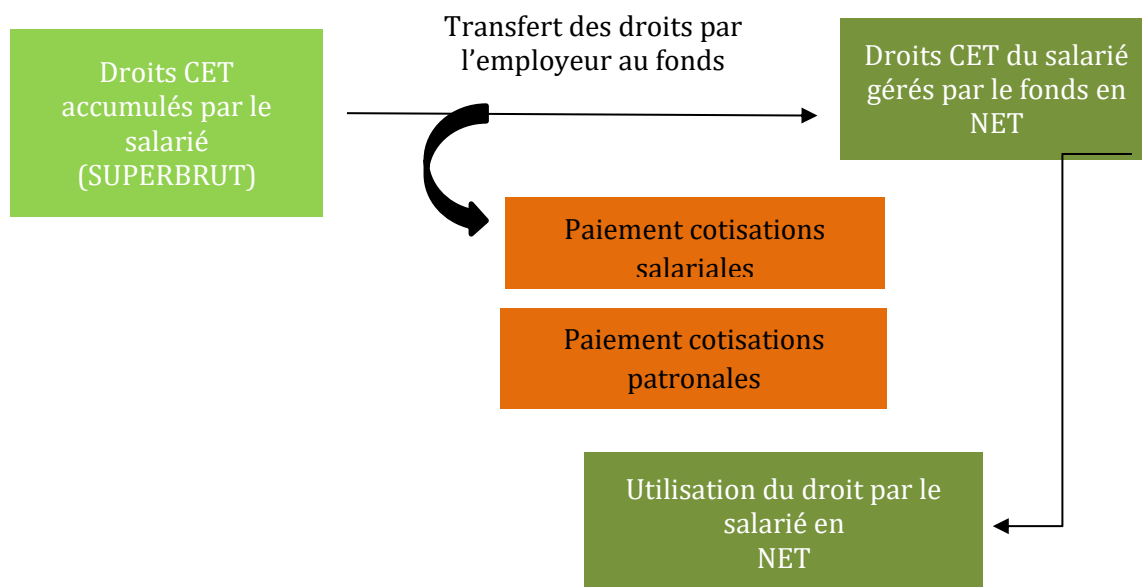 Droits CET
accumulés par le
salarié
(SUPERBRUT)
Transfert des droits par
l'employeur au fonds
Droits CET du salarié
gérés par le fonds en
NET
Paiement cotisations
salariales
Paiement cotisations
patronales
Utilisation du droit par le
salarié en
NET